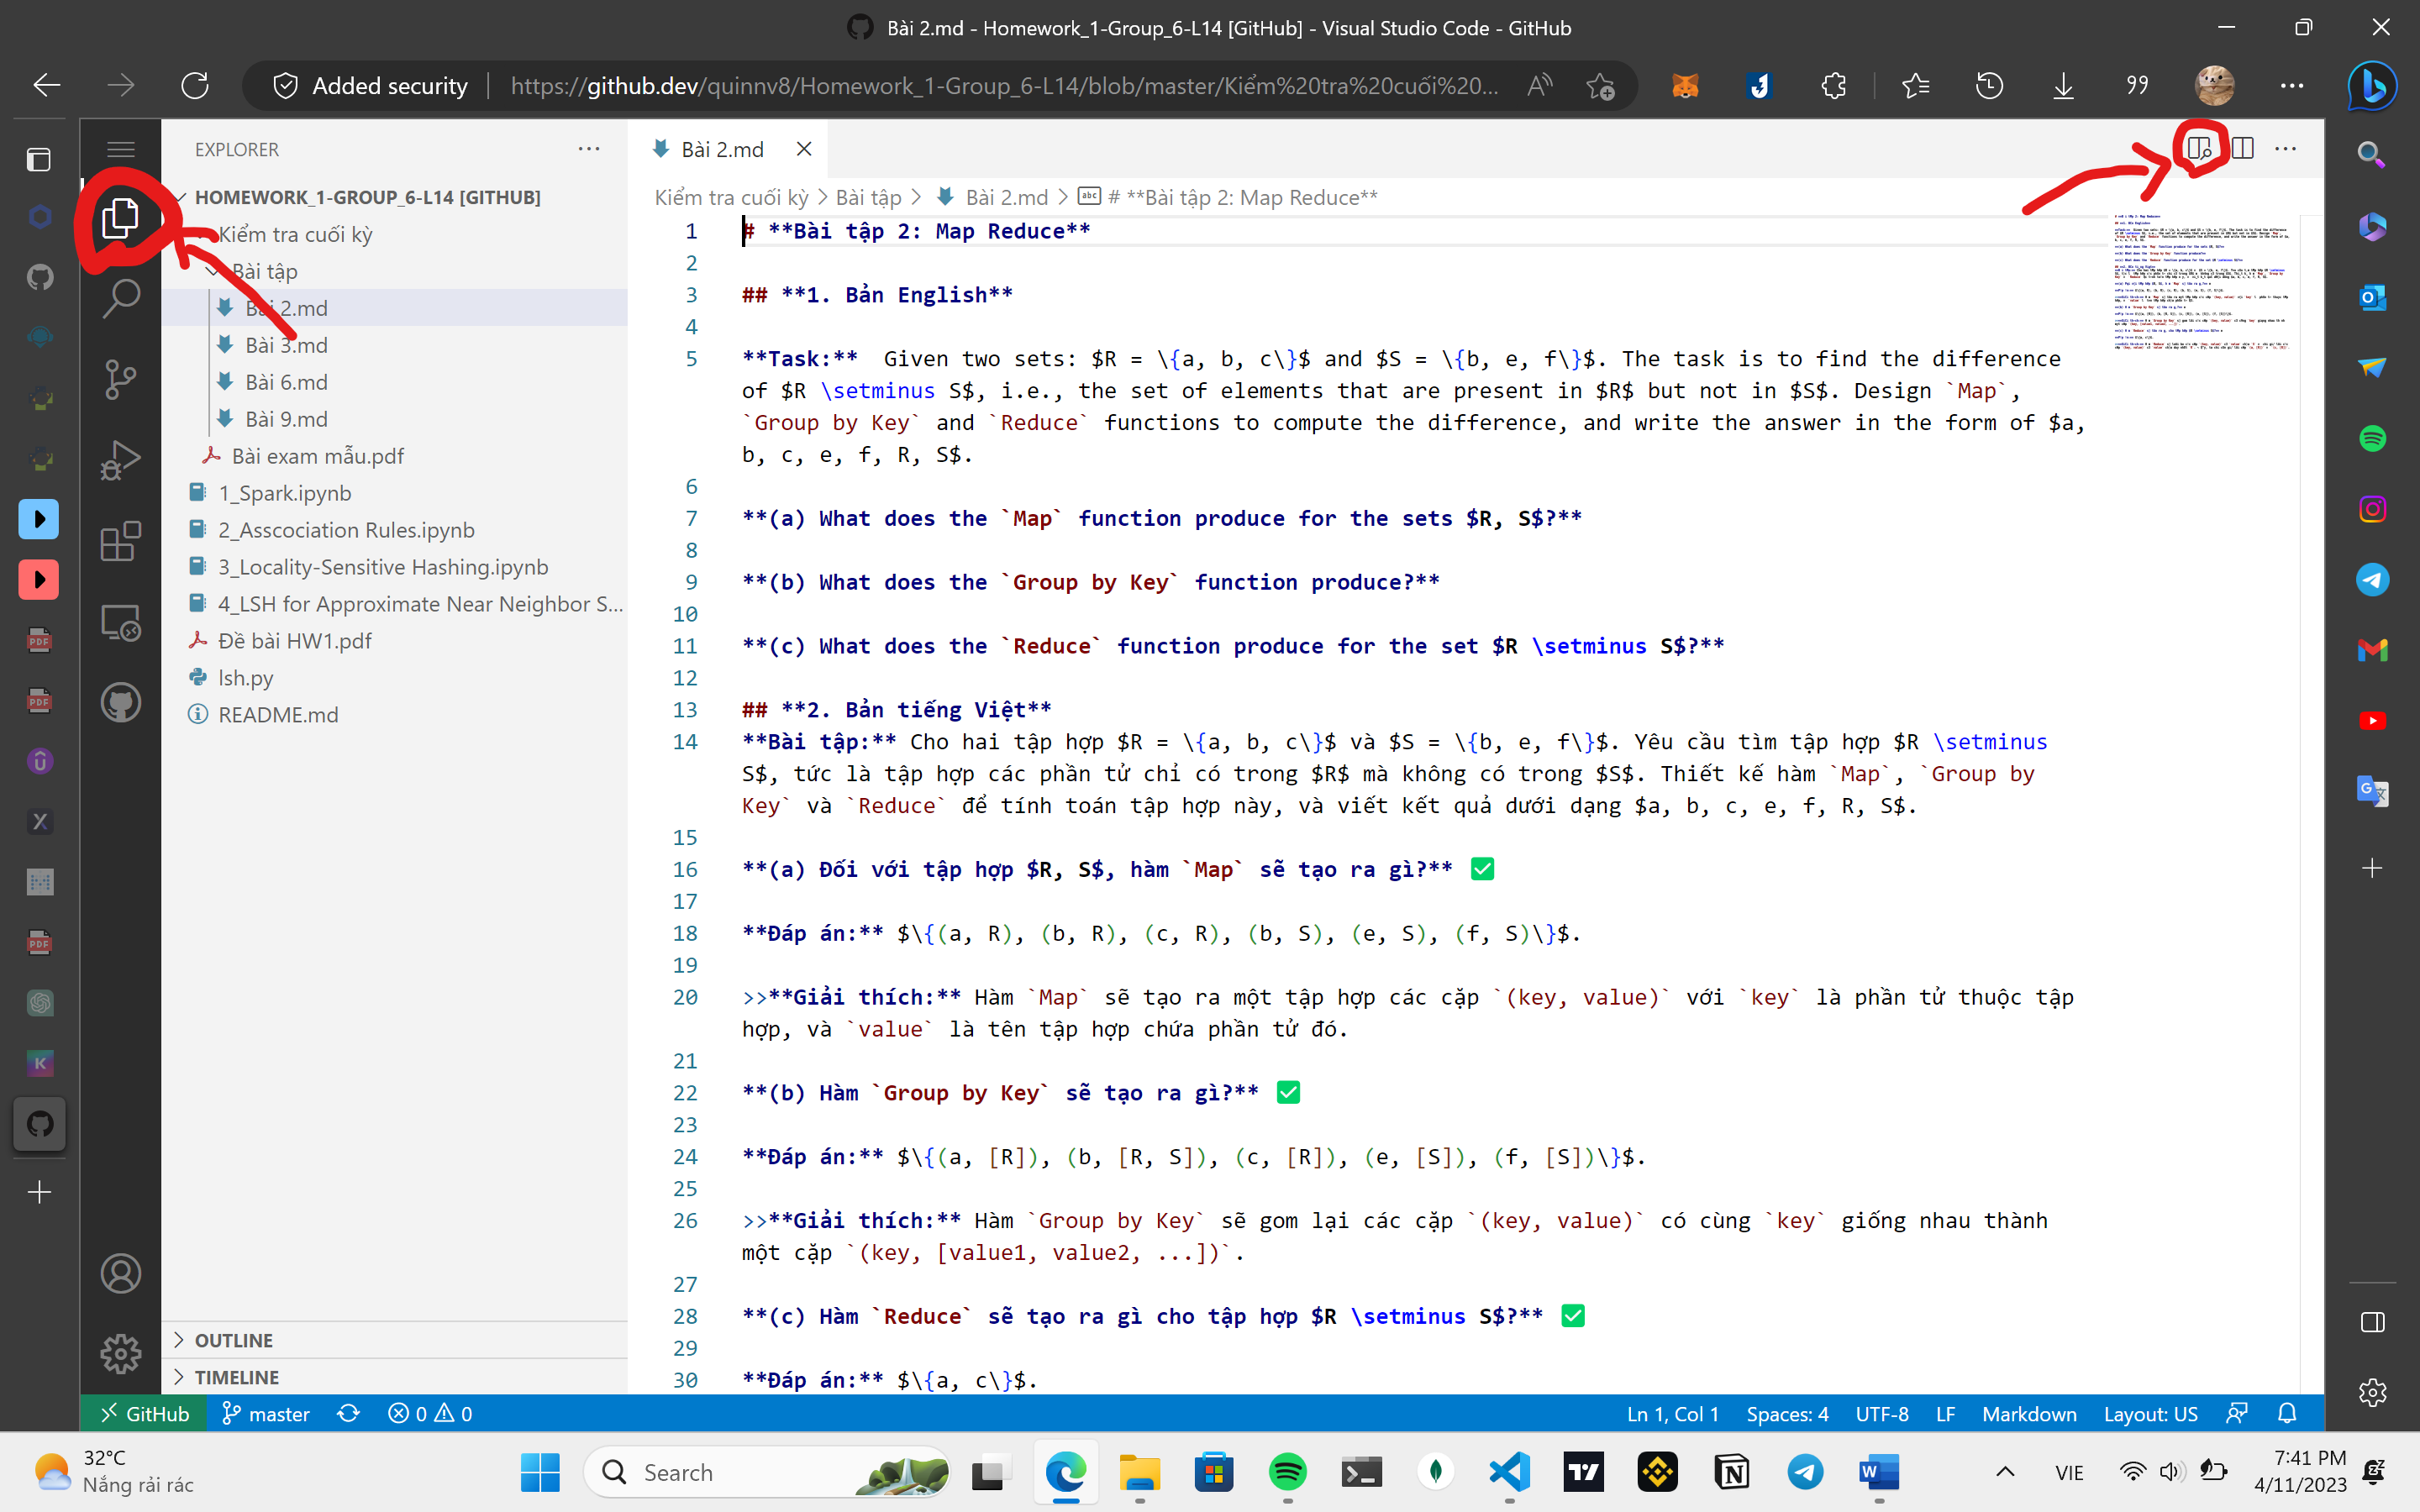 Bài 2.md - Homework_1-Group_6-L14 [GitHub] - Visual Studio Code - GitHub
Added security
https://github.dev/quinnv8/Homework_1-Group_6-L14/blob/master/Kiểm%20tra%20cuối%20...
EXPLORER
Bài 2.md
HOMEWORK_1-GROUP_6-L14 [GITHUB]
Kiểm tra cuối kỳ
Bài tập
Bài 2.md
Bài 3.md
Bài 6.md
Bài 9.md
Bài exam mẫu.pdf
1_Spark.ipynb
2_Asscociation Rules.ipynb
3_Locality-Sensitive Hashing.ipynb
4_LSH for Approximate Near Neighbor S...
Đề bài HW1.pdf
lsh.py
README.md
OUTLINE
TIMELINE
Kiểm tra cuối kỳ > Bài tập > Bài 2.md > abc # **Bài tập 2: Map Reduce**
1 # **Bài tập 2: Map Reduce**
2
3 ## **1. Bản English**
4
5 **Task:**  Given two sets: $R = \{a, b, c\}$ and $S = \{b, e, f\}$. The task is to find the difference
of $R \setminus S$, i.e., the set of elements that are present in $R$ but not in $S$. Design `Map`,
`Group by Key` and `Reduce` functions to compute the difference, and write the answer in the form of $a,
b, c, e, f, R, S$.
6
7 **(a) What does the `Map` function produce for the sets $R, S$?**
8
9 **(b) What does the `Group by Key` function produce?**
10
11 **(c) What does the `Reduce` function produce for the set $R \setminus S$?**
12
13 ## **2. Bản tiếng Việt**
14 **Bài tập:** Cho hai tập hợp $R = \{a, b, c\}$ và $S = \{b, e, f\}$. Yêu cầu tìm tập hợp $R \setminus
S$, tức là tập hợp các phần tử chỉ có trong $R$ mà không có trong $S$. Thiết kế hàm `Map`, `Group by
Key` và `Reduce` để tính toán tập hợp này, và viết kết quả dưới dạng $a, b, c, e, f, R, S$.
15
16 **(a) Đối với tập hợp $R, S$, hàm `Map` sẽ tạo ra gì?** ✅
17
18 **Đáp án:** $\{(a, R), (b, R), (c, R), (b, S), (e, S), (f, S)\}$.
19
20 >>**Giải thích:** Hàm `Map` sẽ tạo ra một tập hợp các cặp `(key, value)` với `key` là phần tử thuộc tập
hợp, và `value` là tên tập hợp chứa phần tử đó.
21
22 **(b) Hàm `Group by Key` sẽ tạo ra gì?** ✅
23
24 **Đáp án:** $\{(a, [R]), (b, [R, S]), (c, [R]), (e, [S]), (f, [S])\}$.
25
26 >>**Giải thích:** Hàm `Group by Key` sẽ gom lại các cặp `(key, value)` có cùng `key` giống nhau thành
một cặp `(key, [value1, value2, ...])`.
27
28 **(c) Hàm `Reduce` sẽ tạo ra gì cho tập hợp $R \setminus S$?** ✅
29
30 **Đáp án:** $\{a, c\}$.
GitHub
master
0 0
Ln 1, Col 1
Spaces: 4
UTF-8
LF
Markdown
Layout: US
32°C
Nắng rải rác
Search
VIE
7:41 PM
4/11/2023